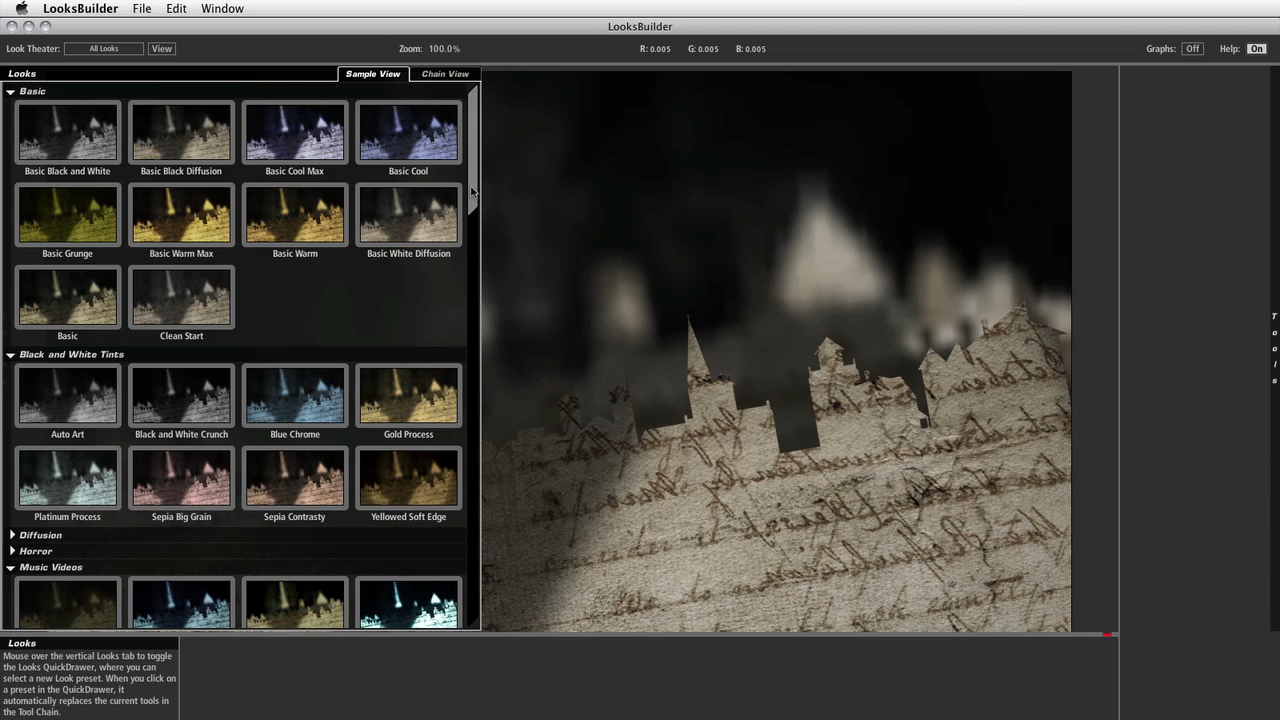 LooksBuilder File Edit Window
LooksBuilder
Look Theater: All Looks View Zoom: 100.0% R: 0.005 G: 0.005 B: 0.005 Graphs: Off Help: On
Looks Sample View Chain View
Basic
Basic Black and White Basic Black Diffusion Basic Cool Max Basic Cool
Basic Grunge Basic Warm Max Basic Warm Basic White Diffusion
Basic Clean Start
Black and White Tints
Auto Art Black and White Crunch Blue Chrome Gold Process
Platinum Process Sepia Big Grain Sepia Contrasty Yellowed Soft Edge
Diffusion
Horror
Music Videos
Tools
Looks
Mouse over the vertical Looks tab to toggle
the Looks QuickDrawer, where you can
select a new Look preset. When you click on
a preset in the QuickDrawer, it
automatically replaces the current tools in
the Tool Chain.